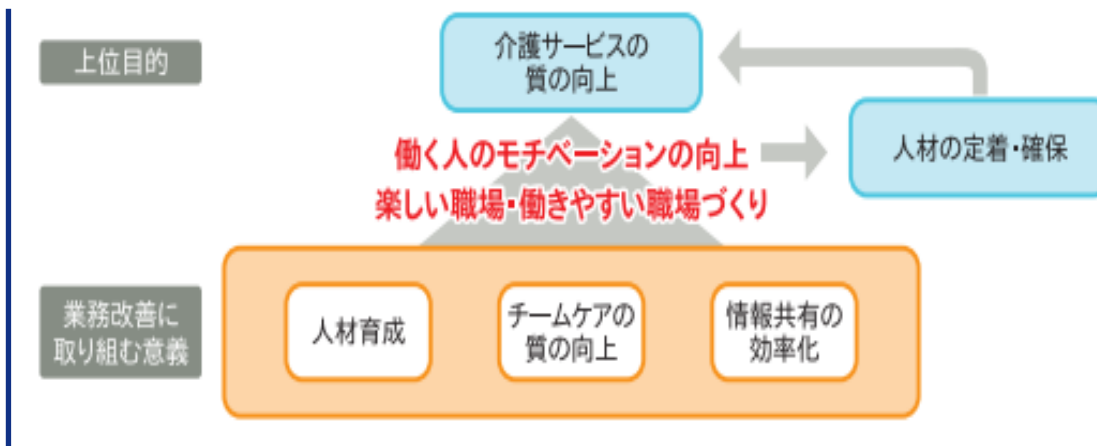 上位目的
介護サービスの
質の向上
働く人のモチベーションの向上
楽しい職場・働きやすい職場づくり
人材の定着・確保
業務改善に
取り組む意義
人材育成
チームケアの
質の向上
情報共有の
効率化